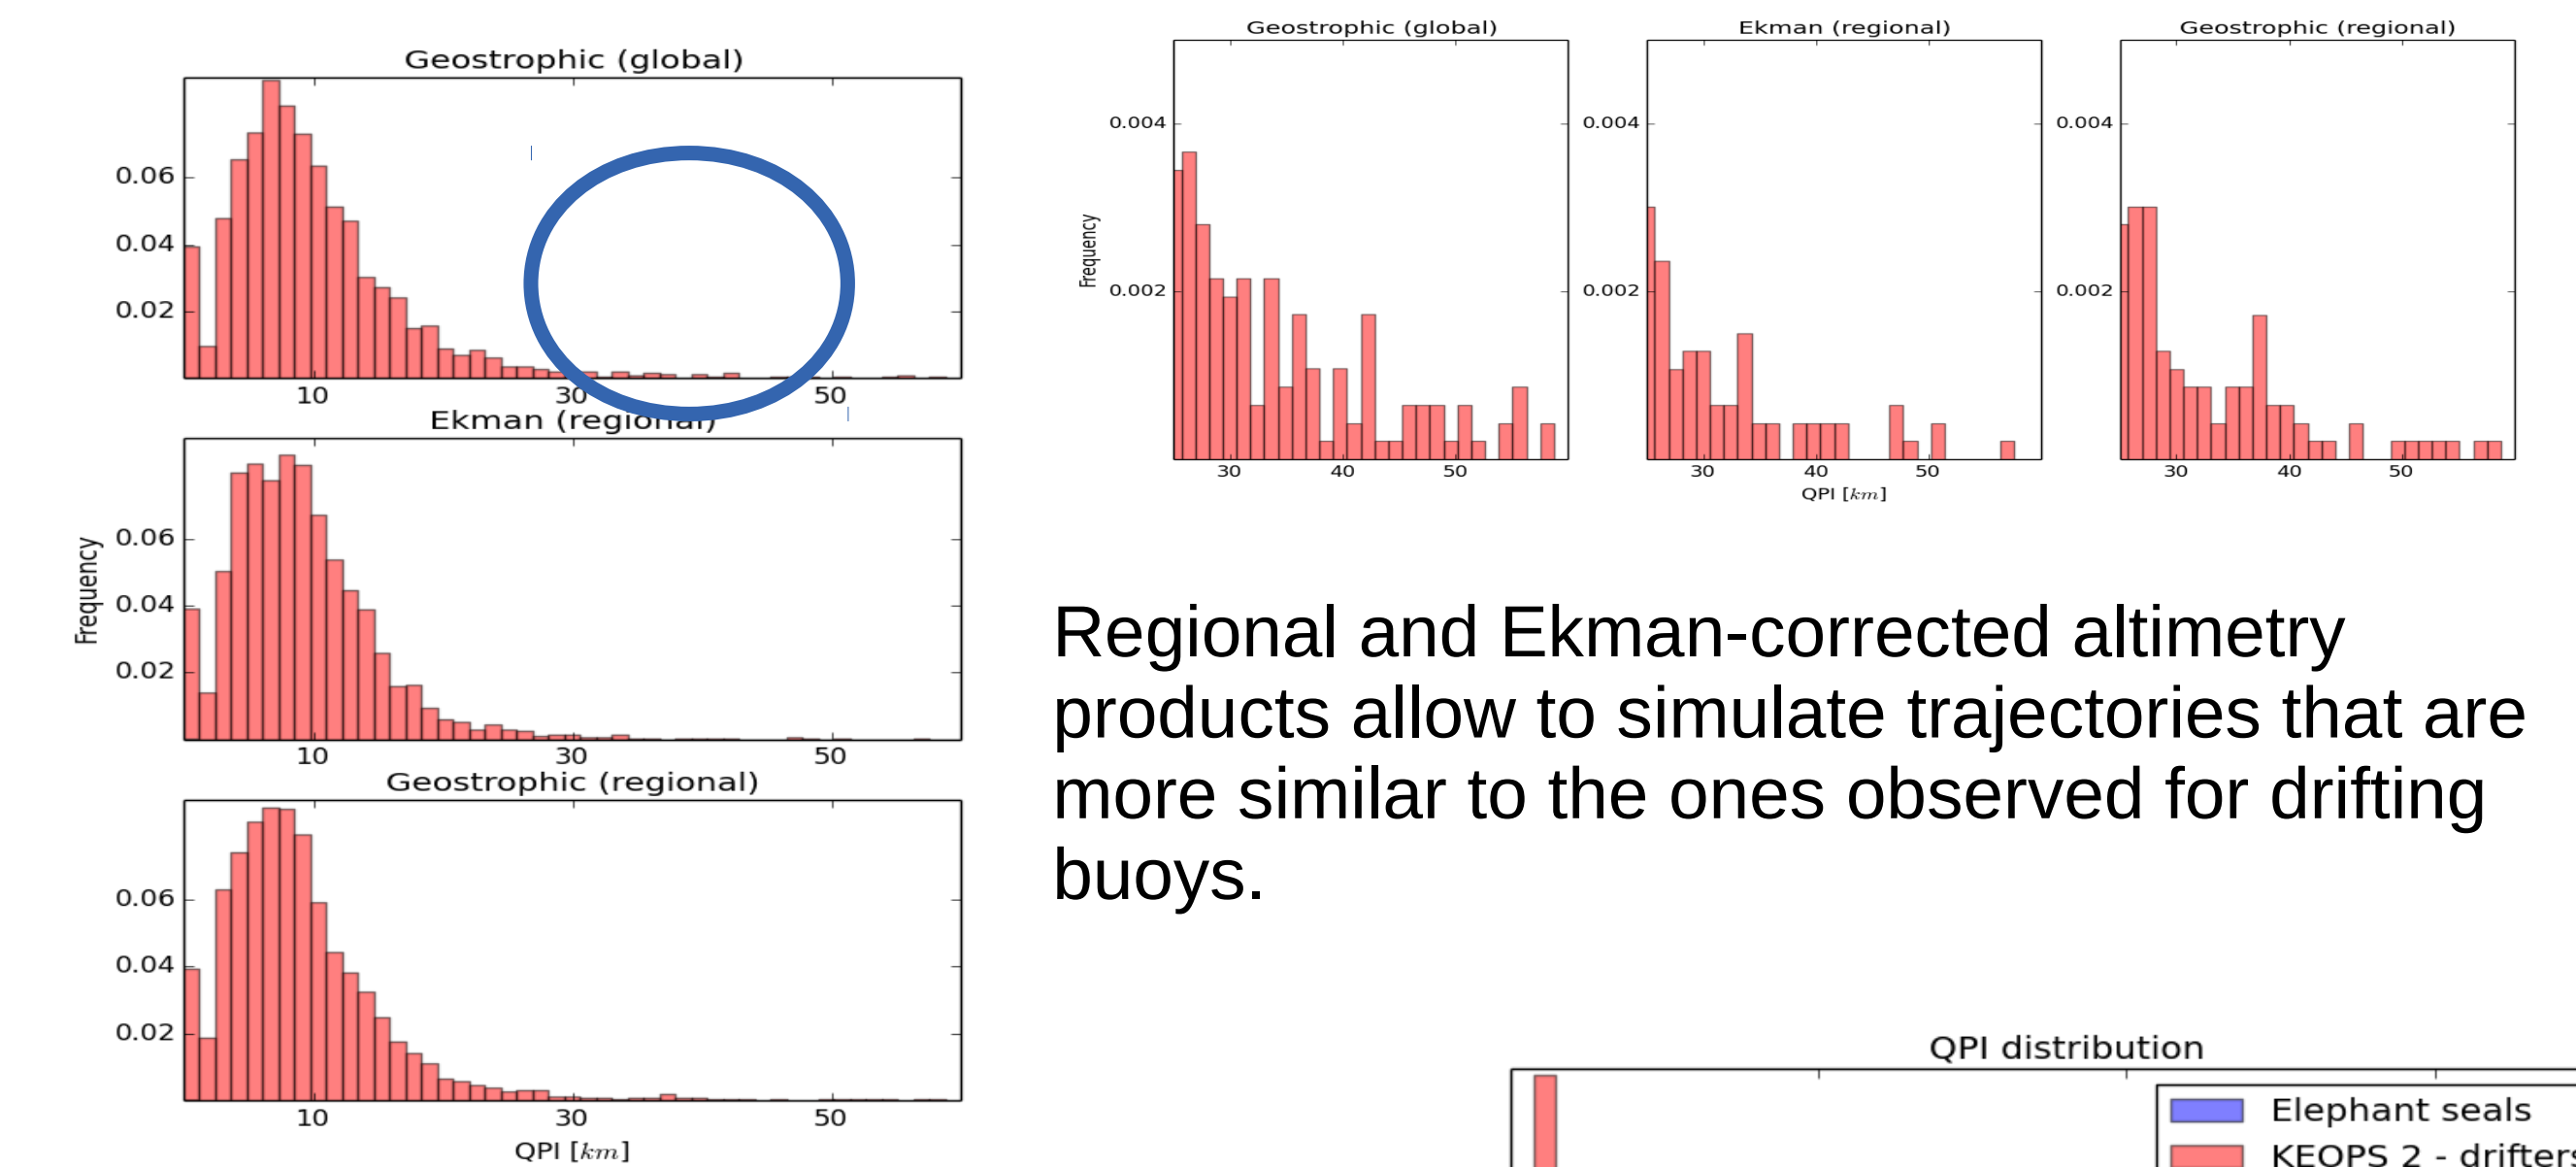 Geostrophic (global)
0.06
0.04
0.02
10 30 50
Ekman (regional)
Frequency
0.06
0.04
0.02
10 30 50
Geostrophic (regional)
0.06
0.04
0.02
10 30 50
QPI [km]
Geostrophic (global) Ekman (regional) Geostrophic (regional)
Frequency
0.004 0.004 0.004
0.002 0.002 0.002
30 40 50 30 40 50 30 40 50
QPI [km]
Regional and Ekman-corrected altimetry
products allow to simulate trajectories that are
more similar to the ones observed for drifting
buoys.
QPI distribution
Elephant seals
KEOPS 2 - drifters